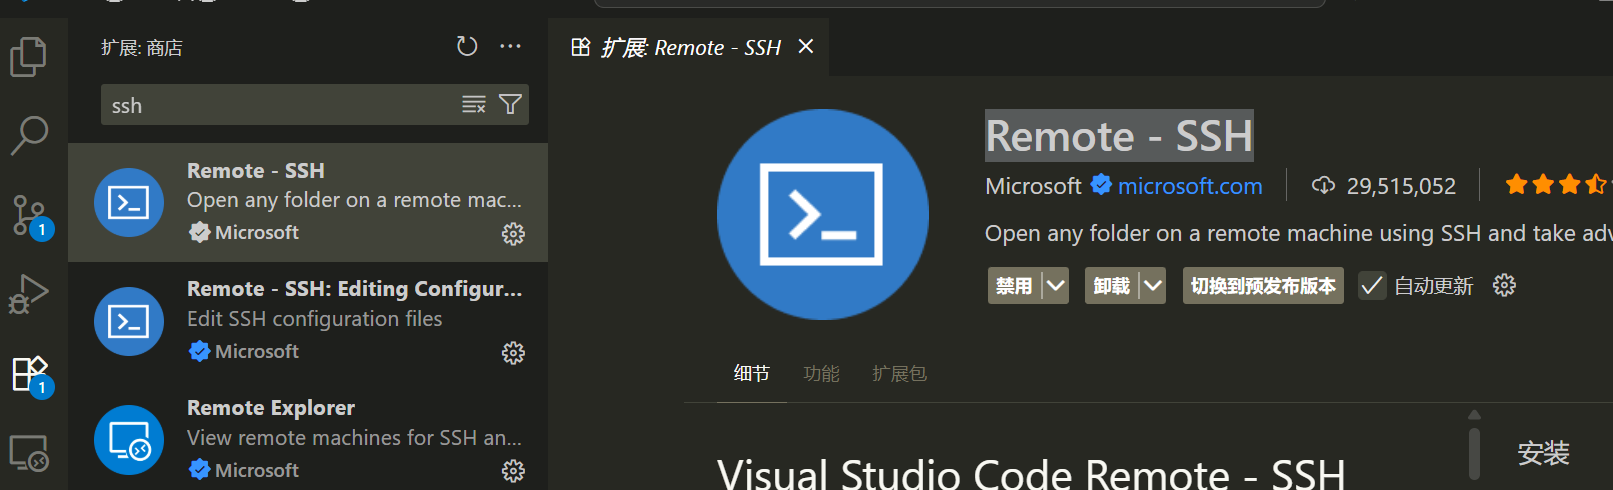 扩展: 商店
ssh
Remote - SSH
Open any folder on a remote mac...
Microsoft
Remote - SSH: Editing Configur...
Edit SSH configuration files
Microsoft
Remote Explorer
View remote machines for SSH an...
Microsoft
1
1
扩展: Remote - SSH
Remote - SSH
Microsoft microsoft.com 29,515,052
Open any folder on a remote machine using SSH and take adv
禁用 卸载 切换到预发布版本 自动更新
细节 功能 扩展包
Visual Studio Code Remote - SSH
安装